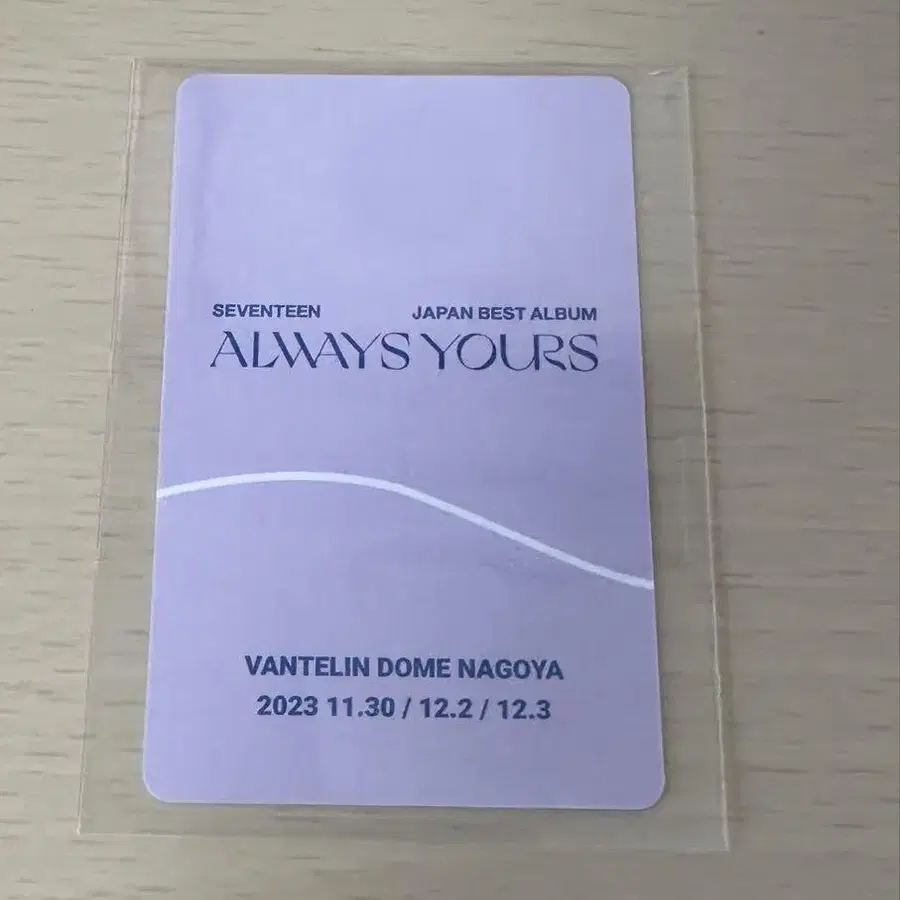 SEVENTEEN JAPAN BEST ALBUM
ALWAYS YOURS
VANTELIN DOME NAGOYA
2023 11.30 / 12.2 / 12.3